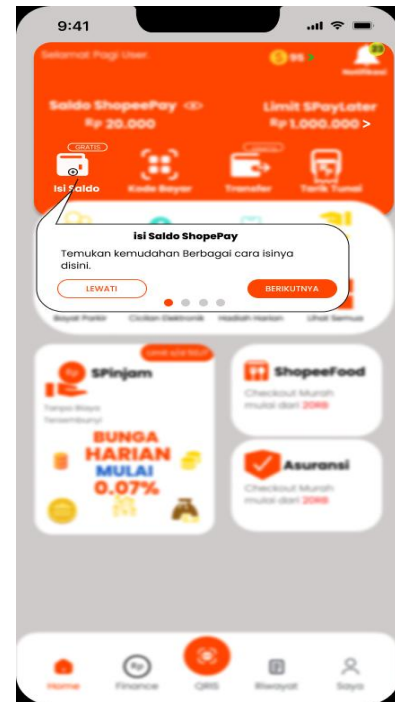 9:41
Selamat Pagi User.
95
23
Notifikasi
Saldo ShopeePay
Limit SPayLater
Rp 20.000
Rp 1.000.000 >
GRATIS
Isi Saldo
Kode Bayar
Transfer
Tarik Tunai
isi Saldo ShopePay
Temukan kemudahan Berbagai cara isinya
disini.
LEWATI
BERIKUTNYA
Bayar Parkir
Cicilan Elektronik
Hadiah Harian
Lihat Semua
SPinjam
Tanpa Biaya
Tersembunyi
BUNGA
HARIAN
MULAI
0.07%
ShopeeFood
Checkout Murah
mulai dari 20RB
Asuransi
Checkout Murah
mulai dari 20RB
Home
Finance
QRIS
Riwayat
Saya